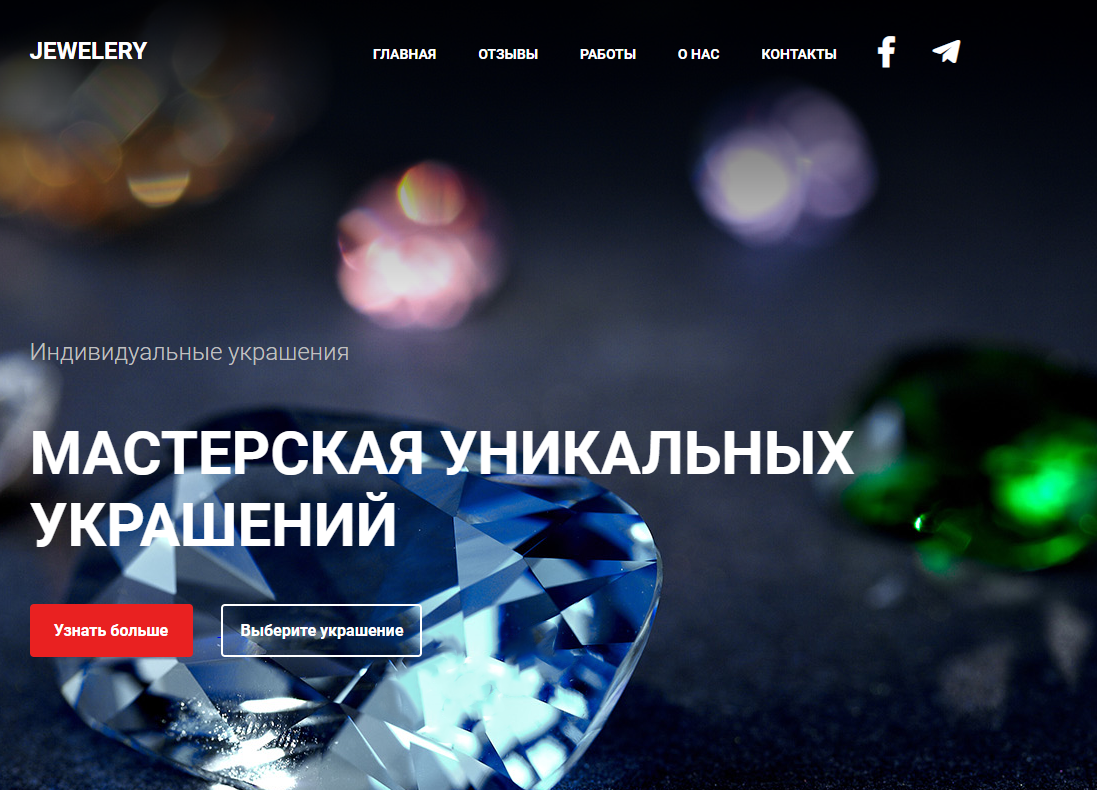 JEWELERY
ГЛАВНАЯ ОТЗЫВЫ РАБОТЫ О НАС КОНТАКТЫ
Индивидуальные украшения
МАСТЕРСКАЯ УНИКАЛЬНЫХ
УКРАШЕНИЙ
Узнать больше
Выберите украшение